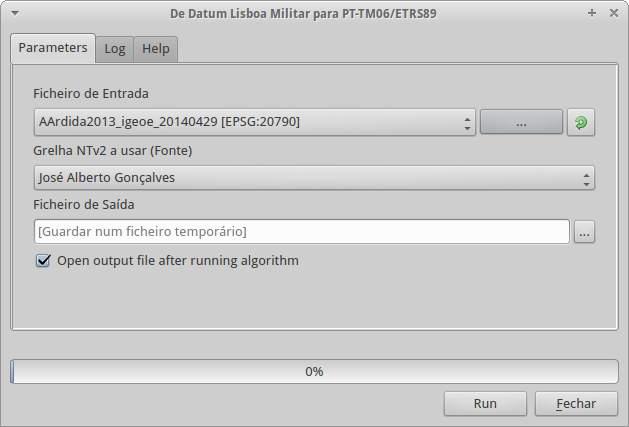 De Datum Lisboa Militar para PT-TM06/ETRS89
Parameters Log Help
Ficheiro de Entrada
AArdida2013_igeoe_20140429 [EPSG:20790] ...
Grelha NTv2 a usar (Fonte)
José Alberto Gonçalves
Ficheiro de Saída
[Guardar num ficheiro temporário] ...
Open output file after running algorithm
0%
Run Fechar